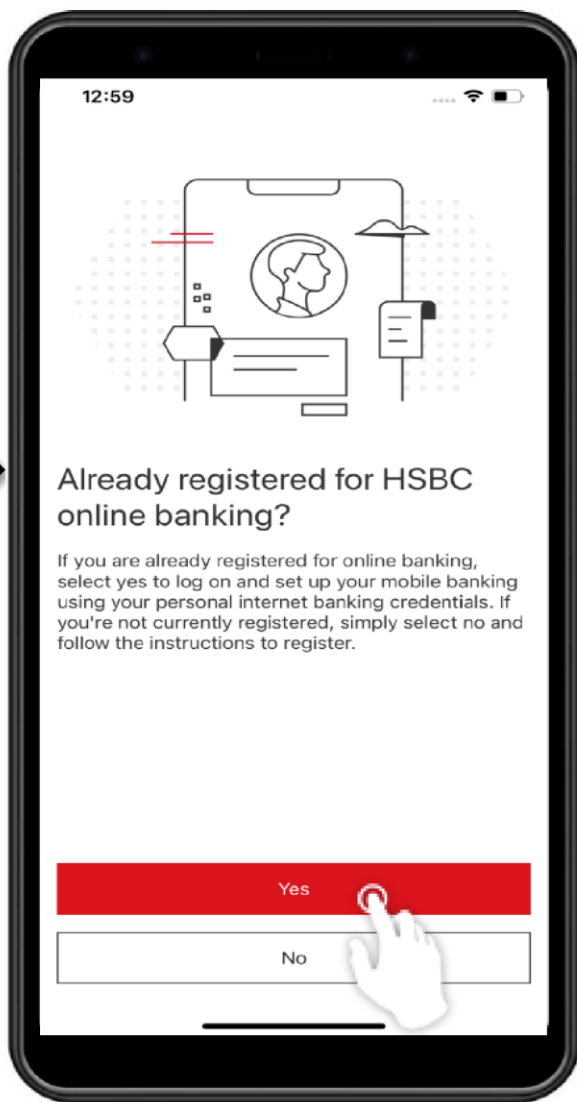 12:59
Already registered for HSBC
online banking?
If you are already registered for online banking,
select yes to log on and set up your mobile banking
using your personal internet banking credentials. If
you're not currently registered, simply select no and
follow the instructions to register.
Yes
No